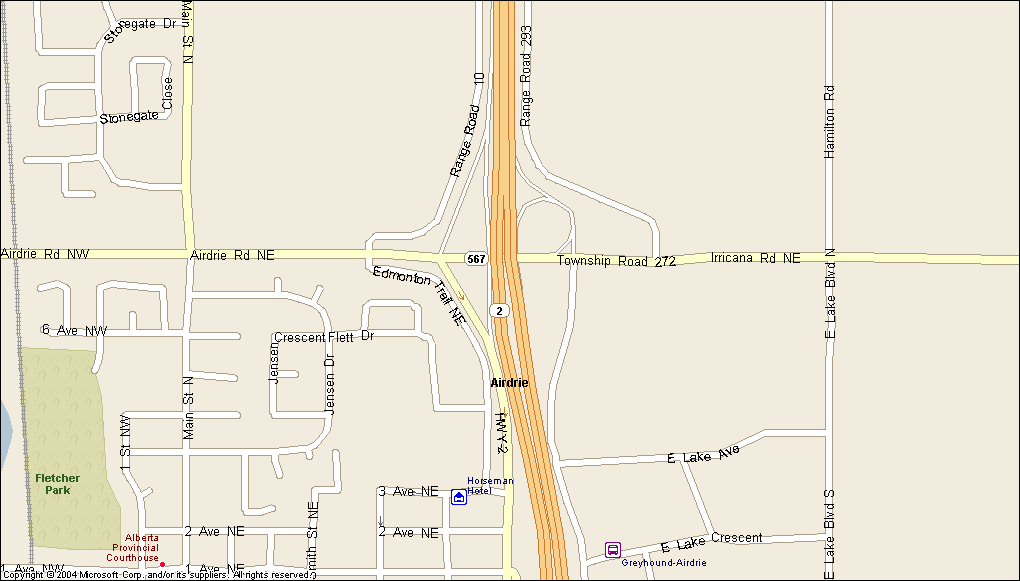 Stonegate Dr
Main St N
Stonegate Close
Range Road 10
Range Road 293
Hamilton Rd
Airdrie Rd NW
Airdrie Rd NE
567
Township Road 272
Irricana Rd NE
E Lake Blvd N
Edmonton Trail NE
2
6 Ave NW
Crescent
Flett Dr
Jensen
Jensen Dr
Airdrie
Main St N
1 St NW
HWY 2
E Lake Ave
Fletcher
Park
3 Ave NE
Horseman
Hotel
E Lake Blvd S
2 Ave NE
2 Ave NE
Smith St NE
Alberta
Provincial
Courthouse
E Lake Crescent
Greyhound-Airdrie
1 Ave NW
1 Ave NE
Copyright © 2004 Microsoft Corp. and/or its suppliers. All rights reserved.